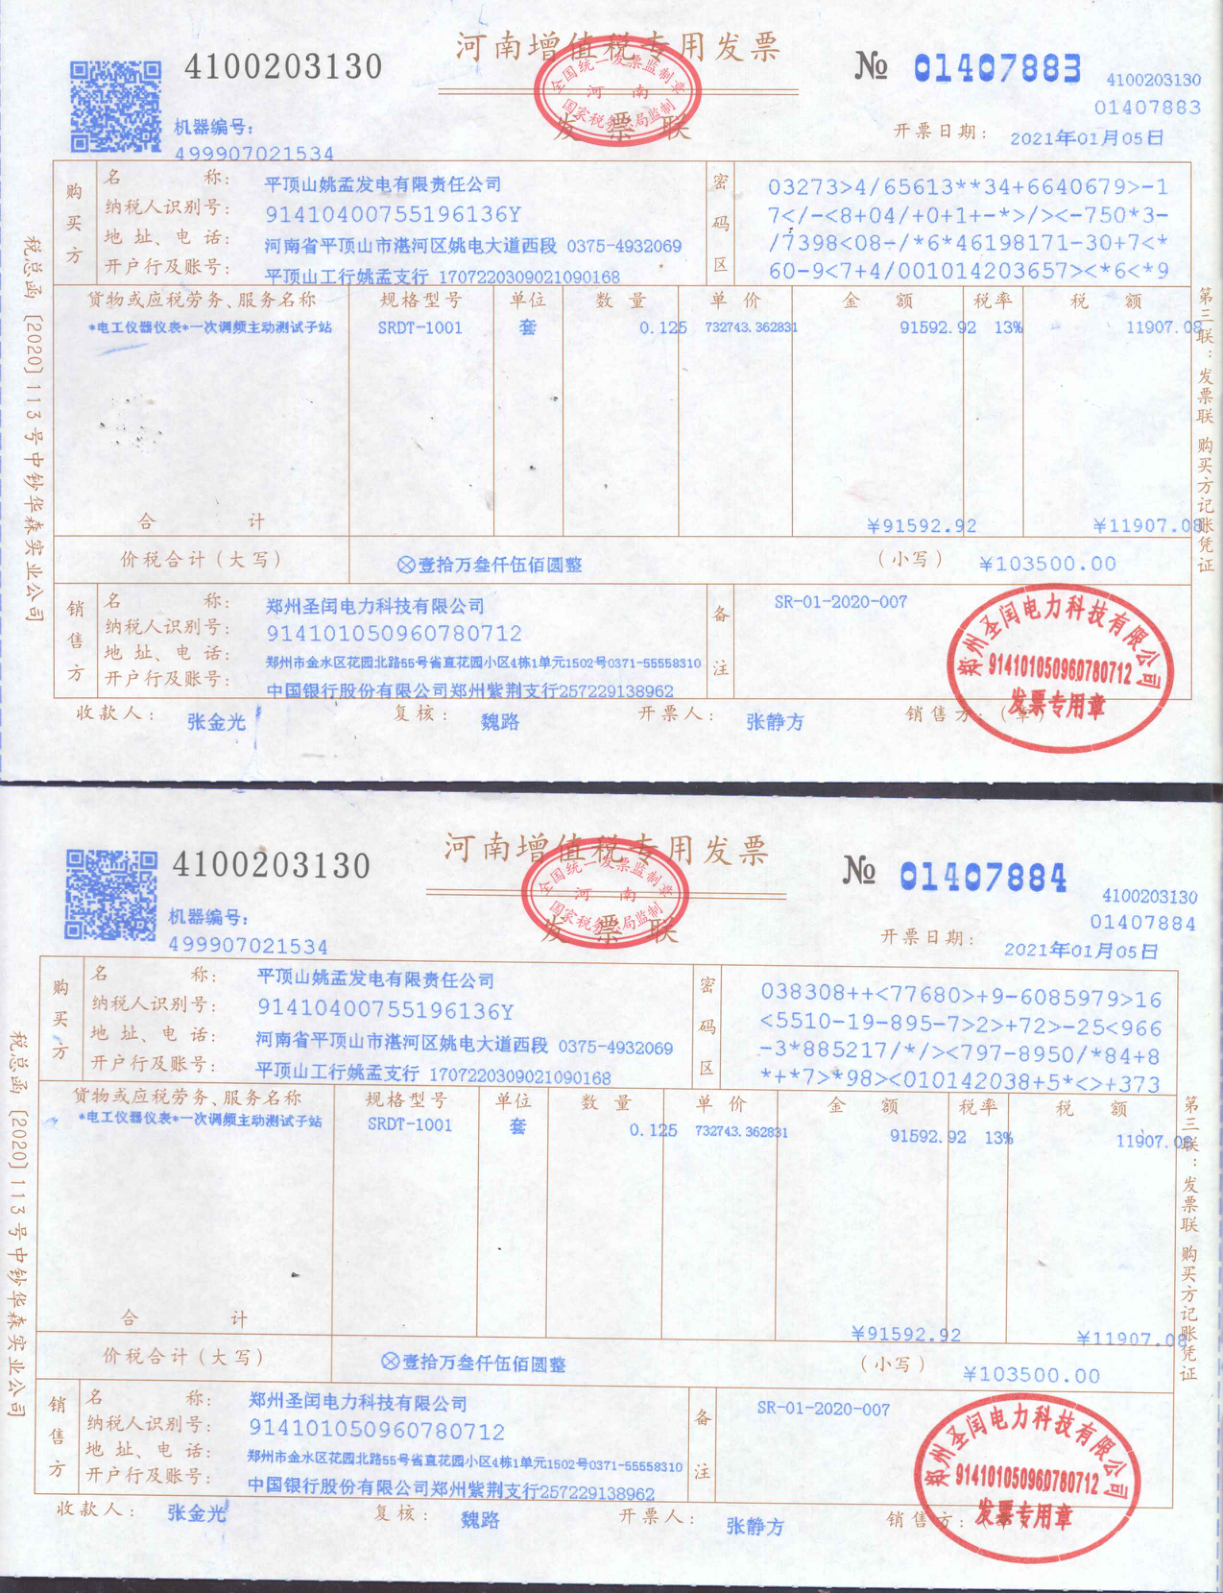 河南增值税专用发票
4100203130
№ 01407883
4100203130
01407883
全国统一发票监制章
河 南
国家税务总局监制
发 票 联
机器编号:
499907021534
开票日期: 2021年01月05日
购买方
名 称: 平顶山姚孟发电有限责任公司
纳税人识别号: 91410400755196136Y
地 址、电 话: 河南省平顶山市湛河区姚电大道西段 0375-4932069
开户行及账号: 平顶山工行姚孟支行 1707220309021090168
密码区
03273>4/65613**34+6640679>-1
7</-<8+04/+0+1+-*>/><-750*3-
/7398<08-/*6*46198171-30+7<*
60-9<7+4/001014203657><*6<*9
货物或应税劳务、服务名称 规格型号 单位 数 量 单 价 金 额 税率 税 额
*电工仪器仪表*一次调频主动测试子站 SRDT-1001 套 0.125 732743.362831 91592.92 13% 11907.08
合 计 ¥91592.92 ¥11907.08
价税合计(大写) ⊗壹拾万叁仟伍佰圆整 (小写) ¥103500.00
销售方
名 称: 郑州圣闰电力科技有限公司
纳税人识别号: 914101050960780712
地 址、电 话: 郑州市金水区花园北路55号省直花园小区4栋1单元1502号0371-55558310
开户行及账号: 中国银行股份有限公司郑州紫荆支行257229138962
备注
SR-01-2020-007
郑州圣闰电力科技有限公司
914101050960780712
发票专用章
收款人: 张金光 复核: 魏路 开票人: 张静方 销售方:(章)
税总函〔2020〕113号中钞华森实业公司
第三联:发票联 购买方记账凭证
河南增值税专用发票
4100203130
№ 01407884
4100203130
01407884
全国统一发票监制章
河 南
国家税务总局监制
发 票 联
机器编号:
499907021534
开票日期: 2021年01月05日
购买方
名 称: 平顶山姚孟发电有限责任公司
纳税人识别号: 91410400755196136Y
地 址、电 话: 河南省平顶山市湛河区姚电大道西段 0375-4932069
开户行及账号: 平顶山工行姚孟支行 1707220309021090168
密码区
038308++<77680>+9-6085979>16
<5510-19-895-7>2>+72>-25<966
-3*885217/*/><797-8950/*84+8
*+*7>*98><010142038+5*<>+373
货物或应税劳务、服务名称 规格型号 单位 数 量 单 价 金 额 税率 税 额
*电工仪器仪表*一次调频主动测试子站 SRDT-1001 套 0.125 732743.362831 91592.92 13% 11907.08
合 计 ¥91592.92 ¥11907.08
价税合计(大写) ⊗壹拾万叁仟伍佰圆整 (小写) ¥103500.00
销售方
名 称: 郑州圣闰电力科技有限公司
纳税人识别号: 914101050960780712
地 址、电 话: 郑州市金水区花园北路55号省直花园小区4栋1单元1502号0371-55558310
开户行及账号: 中国银行股份有限公司郑州紫荆支行257229138962
备注
SR-01-2020-007
郑州圣闰电力科技有限公司
914101050960780712
发票专用章
收款人: 张金光 复核: 魏路 开票人: 张静方 销售方:
税总函〔2020〕113号中钞华森实业公司
第三联:发票联 购买方记账凭证